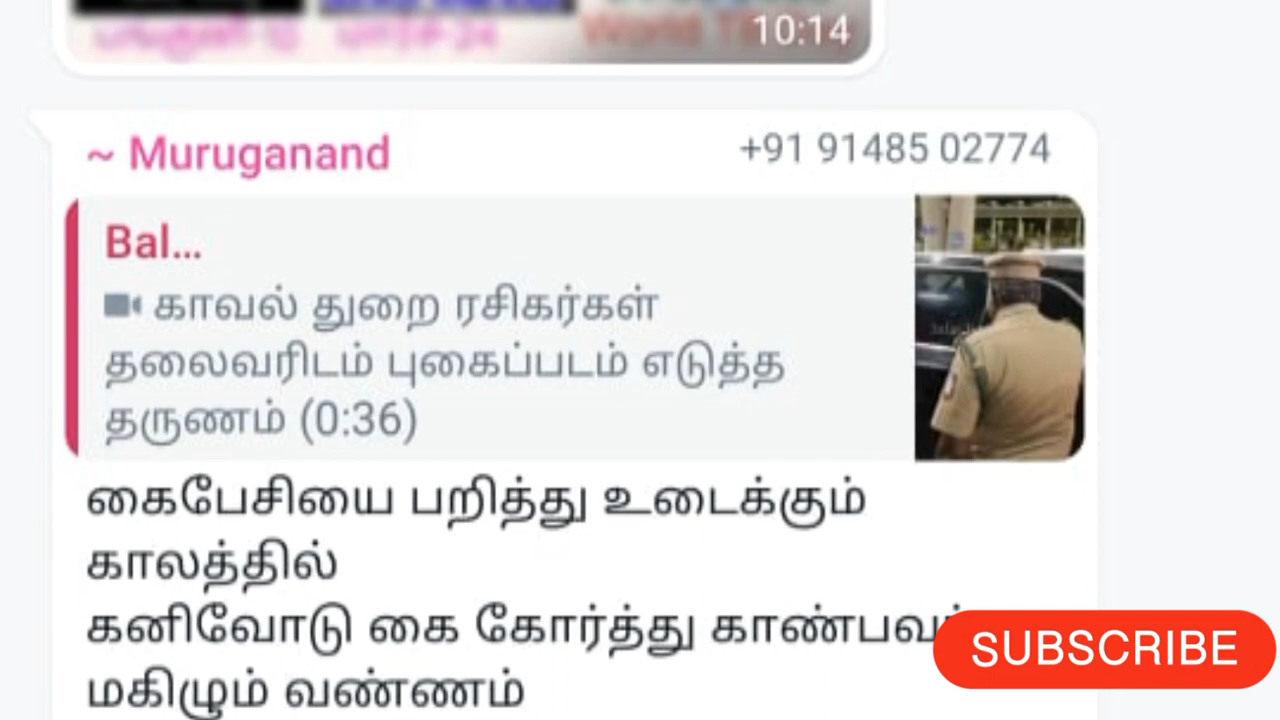 10:14
~ Muruganand +91 91485 02774
Bal...
காவல் துறை ரசிகர்கள்
தலைவரிடம் புகைப்படம் எடுத்த
தருணம் (0:36)
கைபேசியை பறித்து உடைக்கும்
காலத்தில்
கனிவோடு கை கோர்த்து
SUBSCRIBE
மகிழும் வண்ணம்